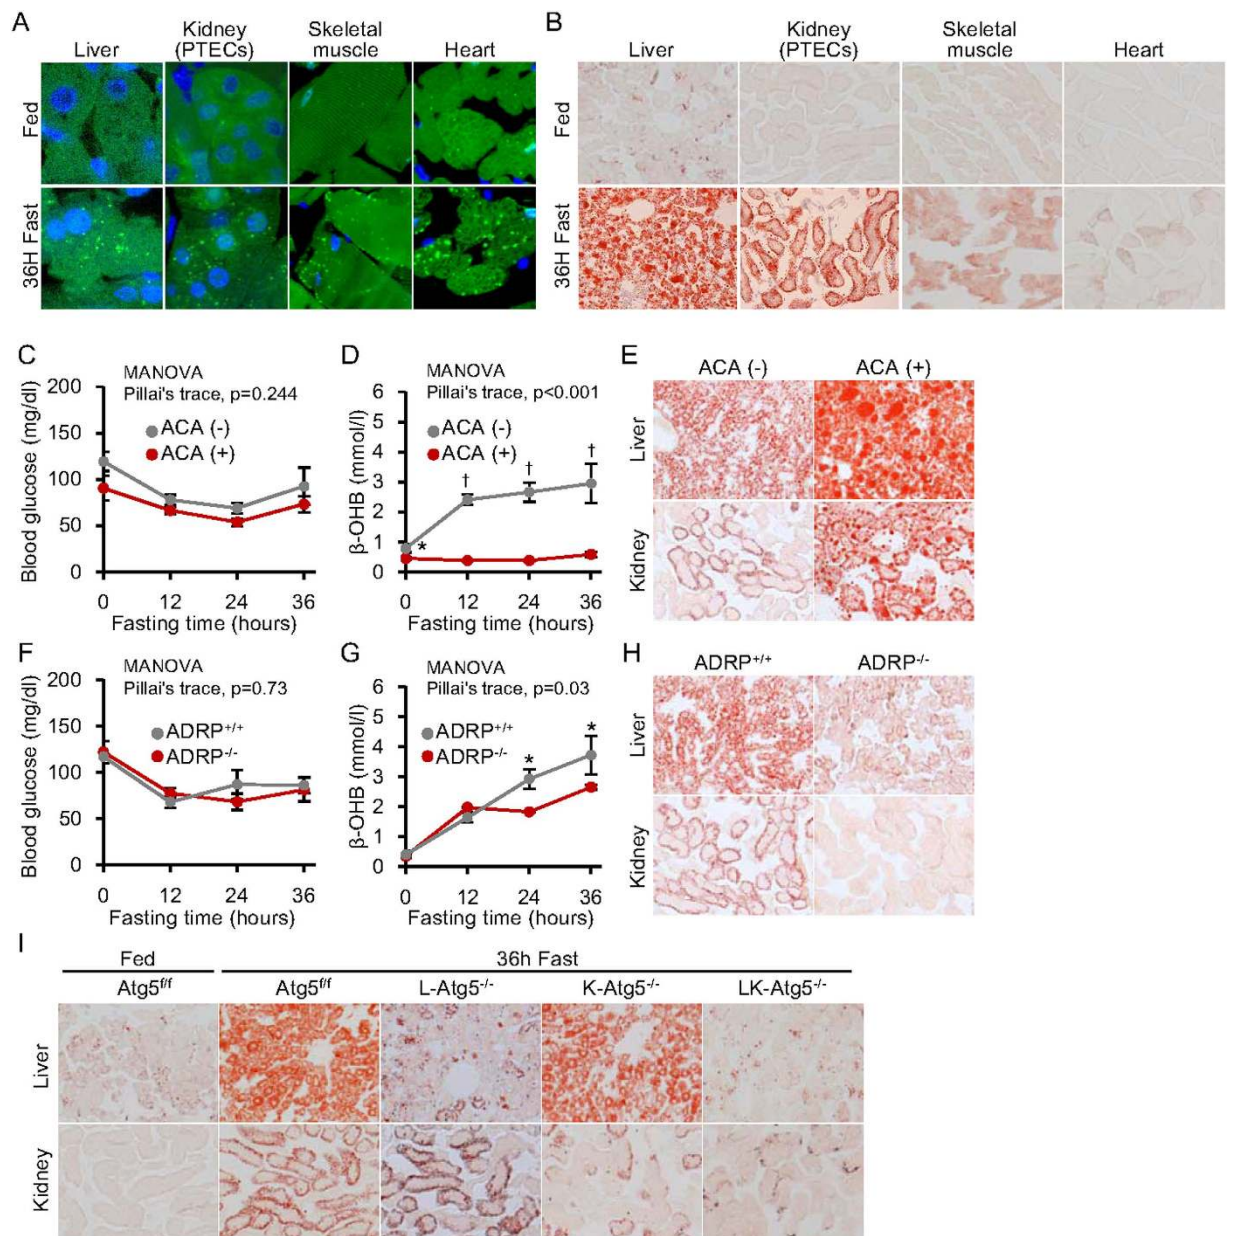 A
Liver
Kidney
(PTECs)
Skeletal
muscle
Heart
Fed
36H Fast
B
Liver
Kidney
(PTECs)
Skeletal
muscle
Heart
Fed
36H Fast
C
MANOVA
Pillai's trace, p=0.244
ACA (-)
ACA (+)
Blood glucose (mg/dl)
200
150
100
50
0
0 12 24 36
Fasting time (hours)
D
MANOVA
Pillai's trace, p<0.001
ACA (-)
ACA (+)
β-OHB (mmol/l)
6
5
4
3
2
1
0
* † † †
0 12 24 36
Fasting time (hours)
E
ACA (-) ACA (+)
Liver
Kidney
F
MANOVA
Pillai's trace, p=0.73
ADRP+/+
ADRP-/-
Blood glucose (mg/dl)
200
150
100
50
0
0 12 24 36
Fasting time (hours)
G
MANOVA
Pillai's trace, p=0.03
ADRP+/+
ADRP-/-
β-OHB (mmol/l)
6
5
4
3
2
1
0
* *
0 12 24 36
Fasting time (hours)
H
ADRP+/+ ADRP-/-
Liver
Kidney
I
Fed 36h Fast
Atg5f/f Atg5f/f L-Atg5-/- K-Atg5-/- LK-Atg5-/-
Liver
Kidney